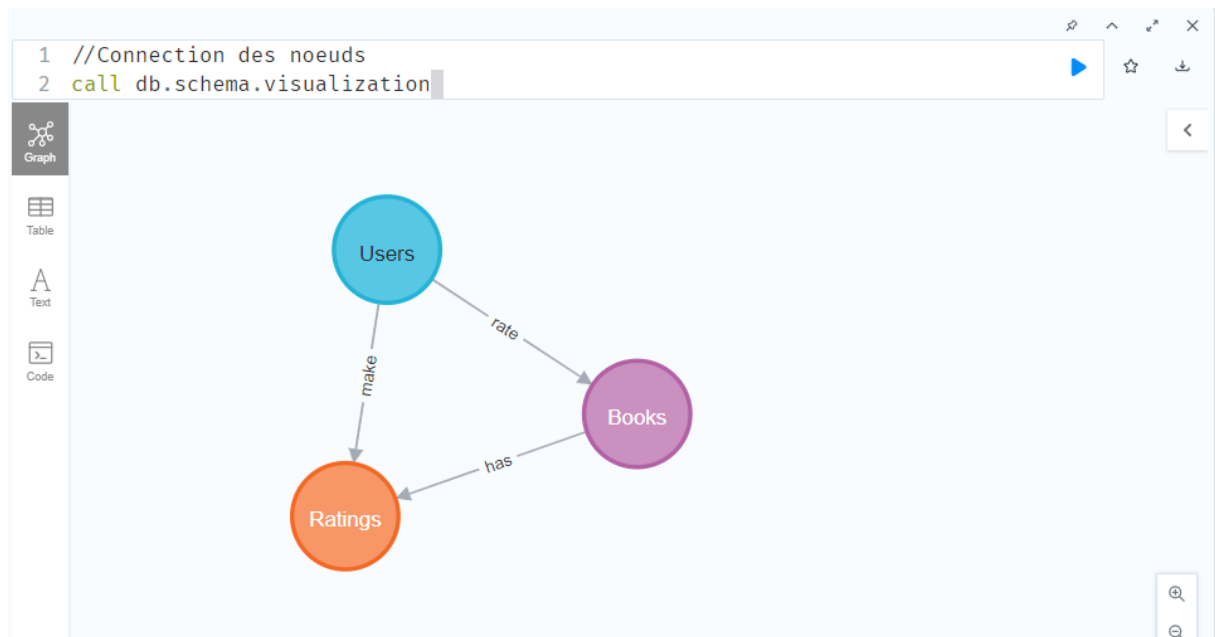 1 //Connection des noeuds
2 call db.schema.visualization
Graph
Table
Text
Code
Users
rate
make
Books
has
Ratings